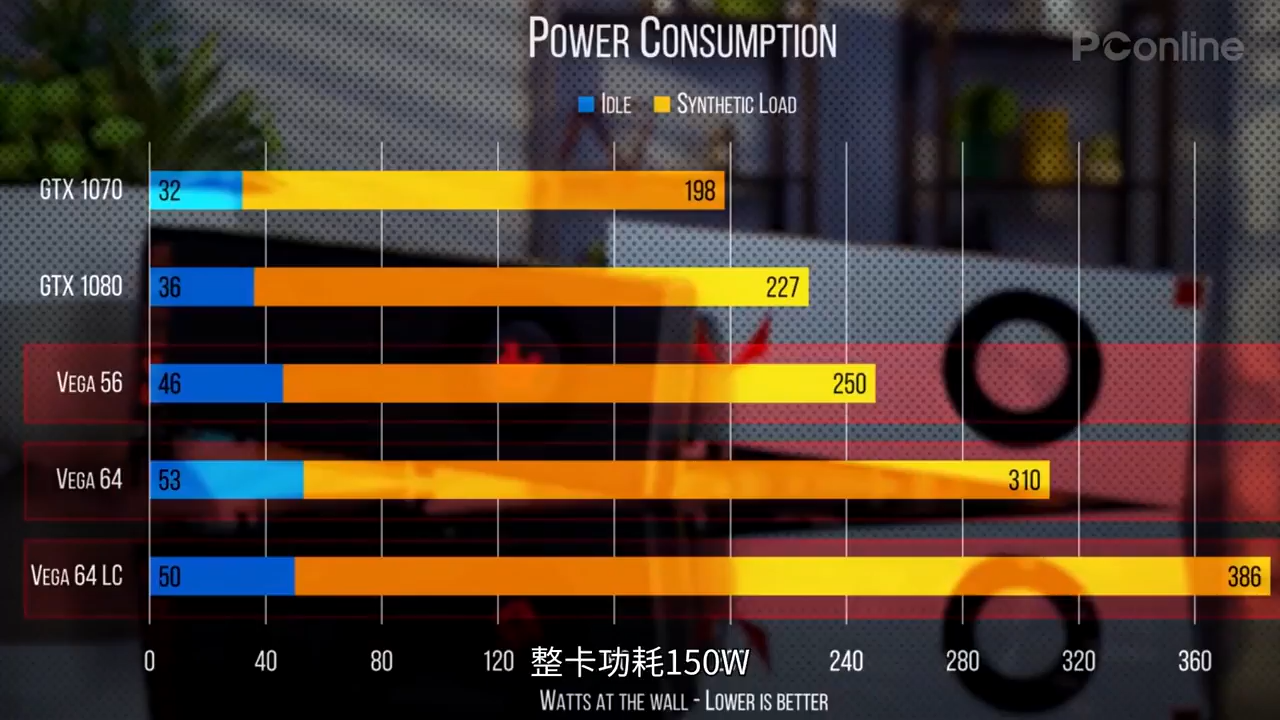 POWER CONSUMPTION
PConline
IDLE SYNTHETIC LOAD
GTX 1070 32 198
GTX 1080 36 227
VEGA 56 46 250
VEGA 64 53 310
VEGA 64 LC 50 386
0 40 80 120 240 280 320 360
整卡功耗150W
WATTS AT THE WALL - LOWER IS BETTER